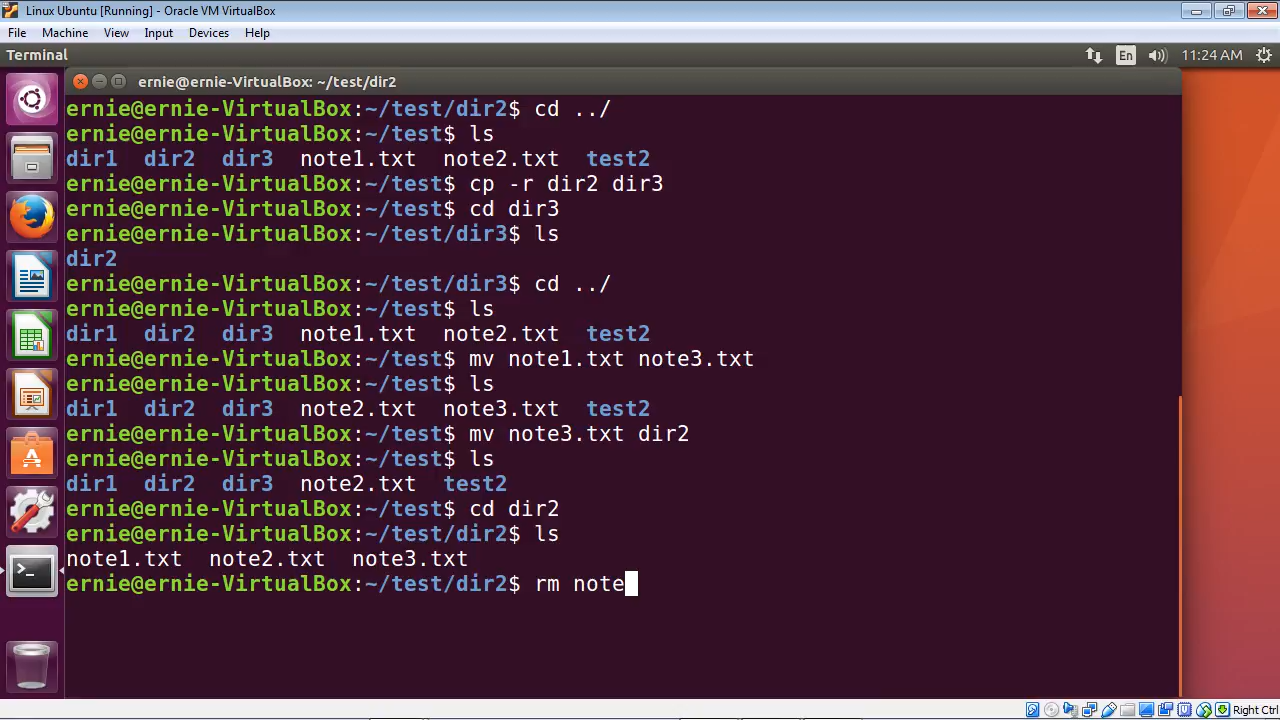 Linux Ubuntu [Running] - Oracle VM VirtualBox
File Machine View Input Devices Help
Terminal En 11:24 AM
ernie@ernie-VirtualBox: ~/test/dir2
ernie@ernie-VirtualBox:~/test/dir2$ cd ../
ernie@ernie-VirtualBox:~/test$ ls
dir1 dir2 dir3 note1.txt note2.txt test2
ernie@ernie-VirtualBox:~/test$ cp -r dir2 dir3
ernie@ernie-VirtualBox:~/test$ cd dir3
ernie@ernie-VirtualBox:~/test/dir3$ ls
dir2
ernie@ernie-VirtualBox:~/test/dir3$ cd ../
ernie@ernie-VirtualBox:~/test$ ls
dir1 dir2 dir3 note1.txt note2.txt test2
ernie@ernie-VirtualBox:~/test$ mv note1.txt note3.txt
ernie@ernie-VirtualBox:~/test$ ls
dir1 dir2 dir3 note2.txt note3.txt test2
ernie@ernie-VirtualBox:~/test$ mv note3.txt dir2
ernie@ernie-VirtualBox:~/test$ ls
dir1 dir2 dir3 note2.txt test2
ernie@ernie-VirtualBox:~/test$ cd dir2
ernie@ernie-VirtualBox:~/test/dir2$ ls
note1.txt note2.txt note3.txt
ernie@ernie-VirtualBox:~/test/dir2$ rm note
Right Ctrl